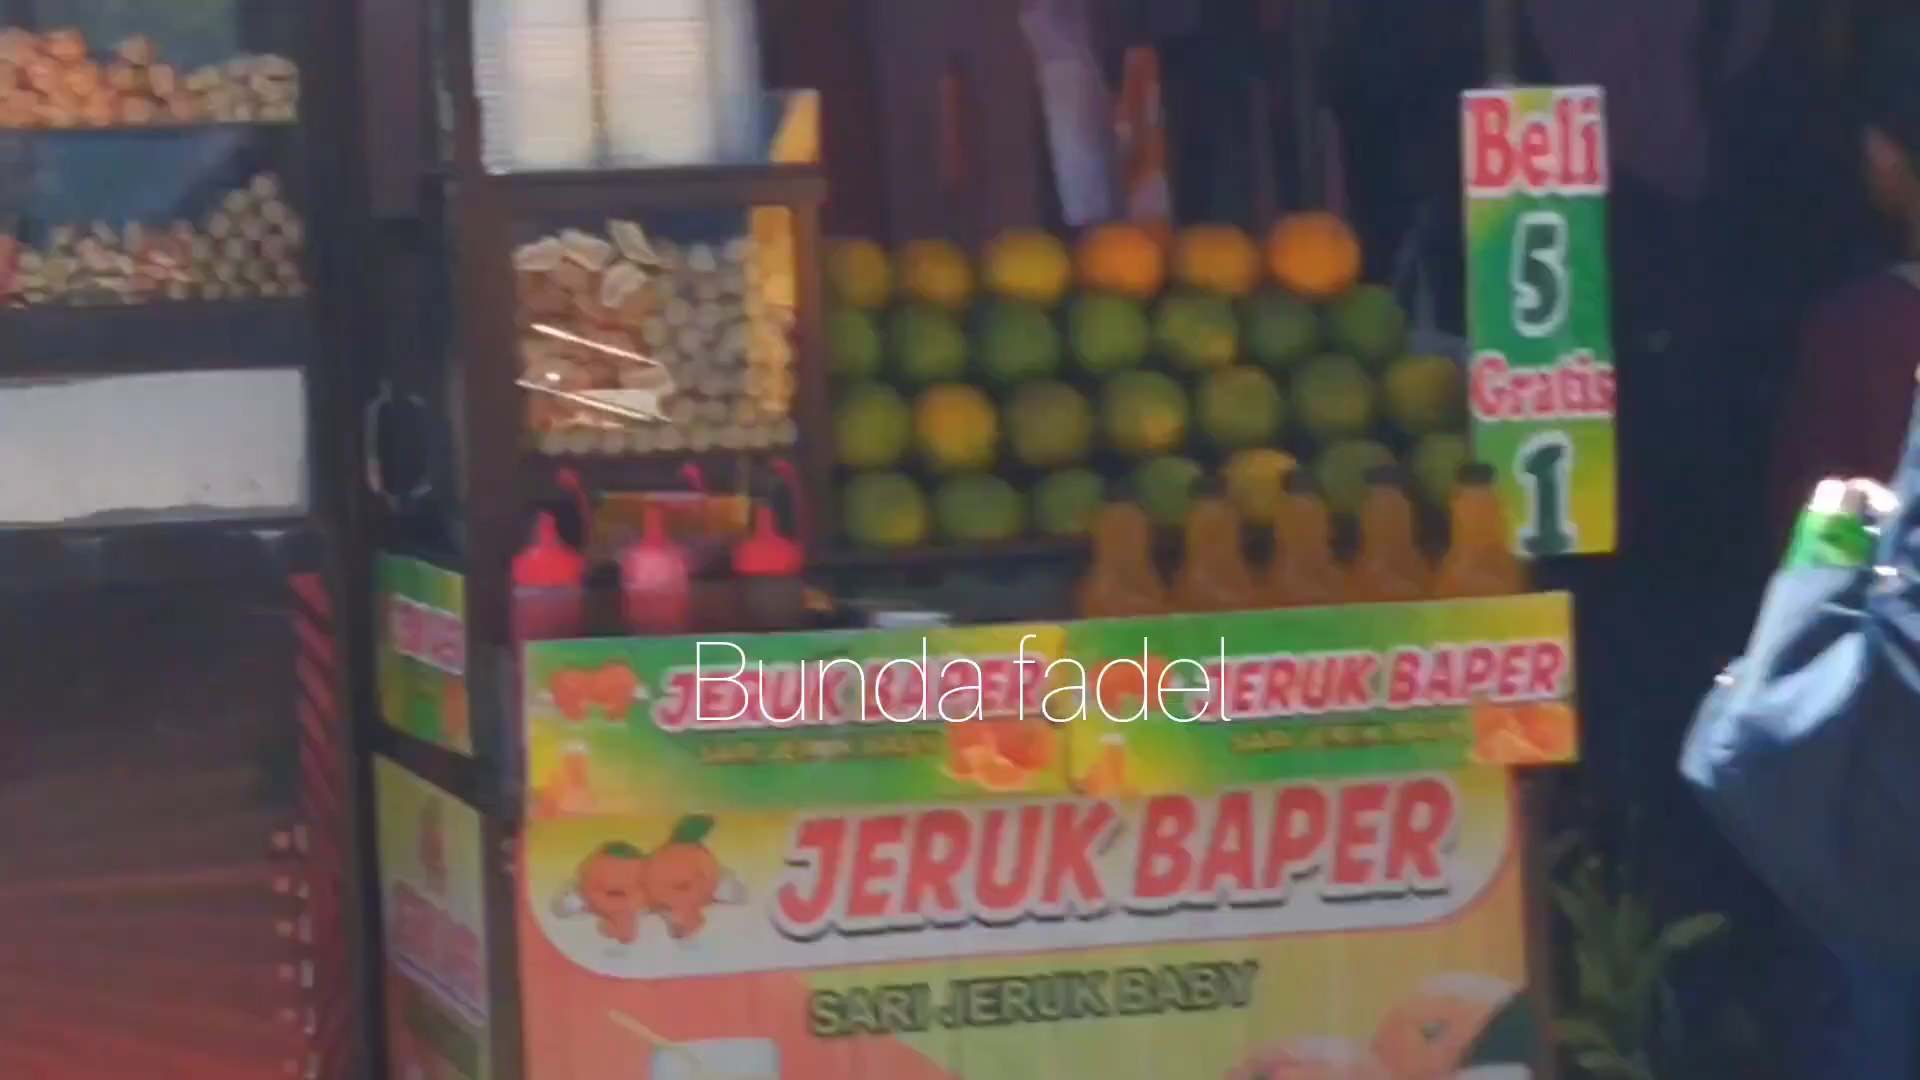 Beli
5
Gratis
1
Bunda fadel
JERUK BAPER
JERUK BAPER
JERUK BAPER
SARI JERUK BABY